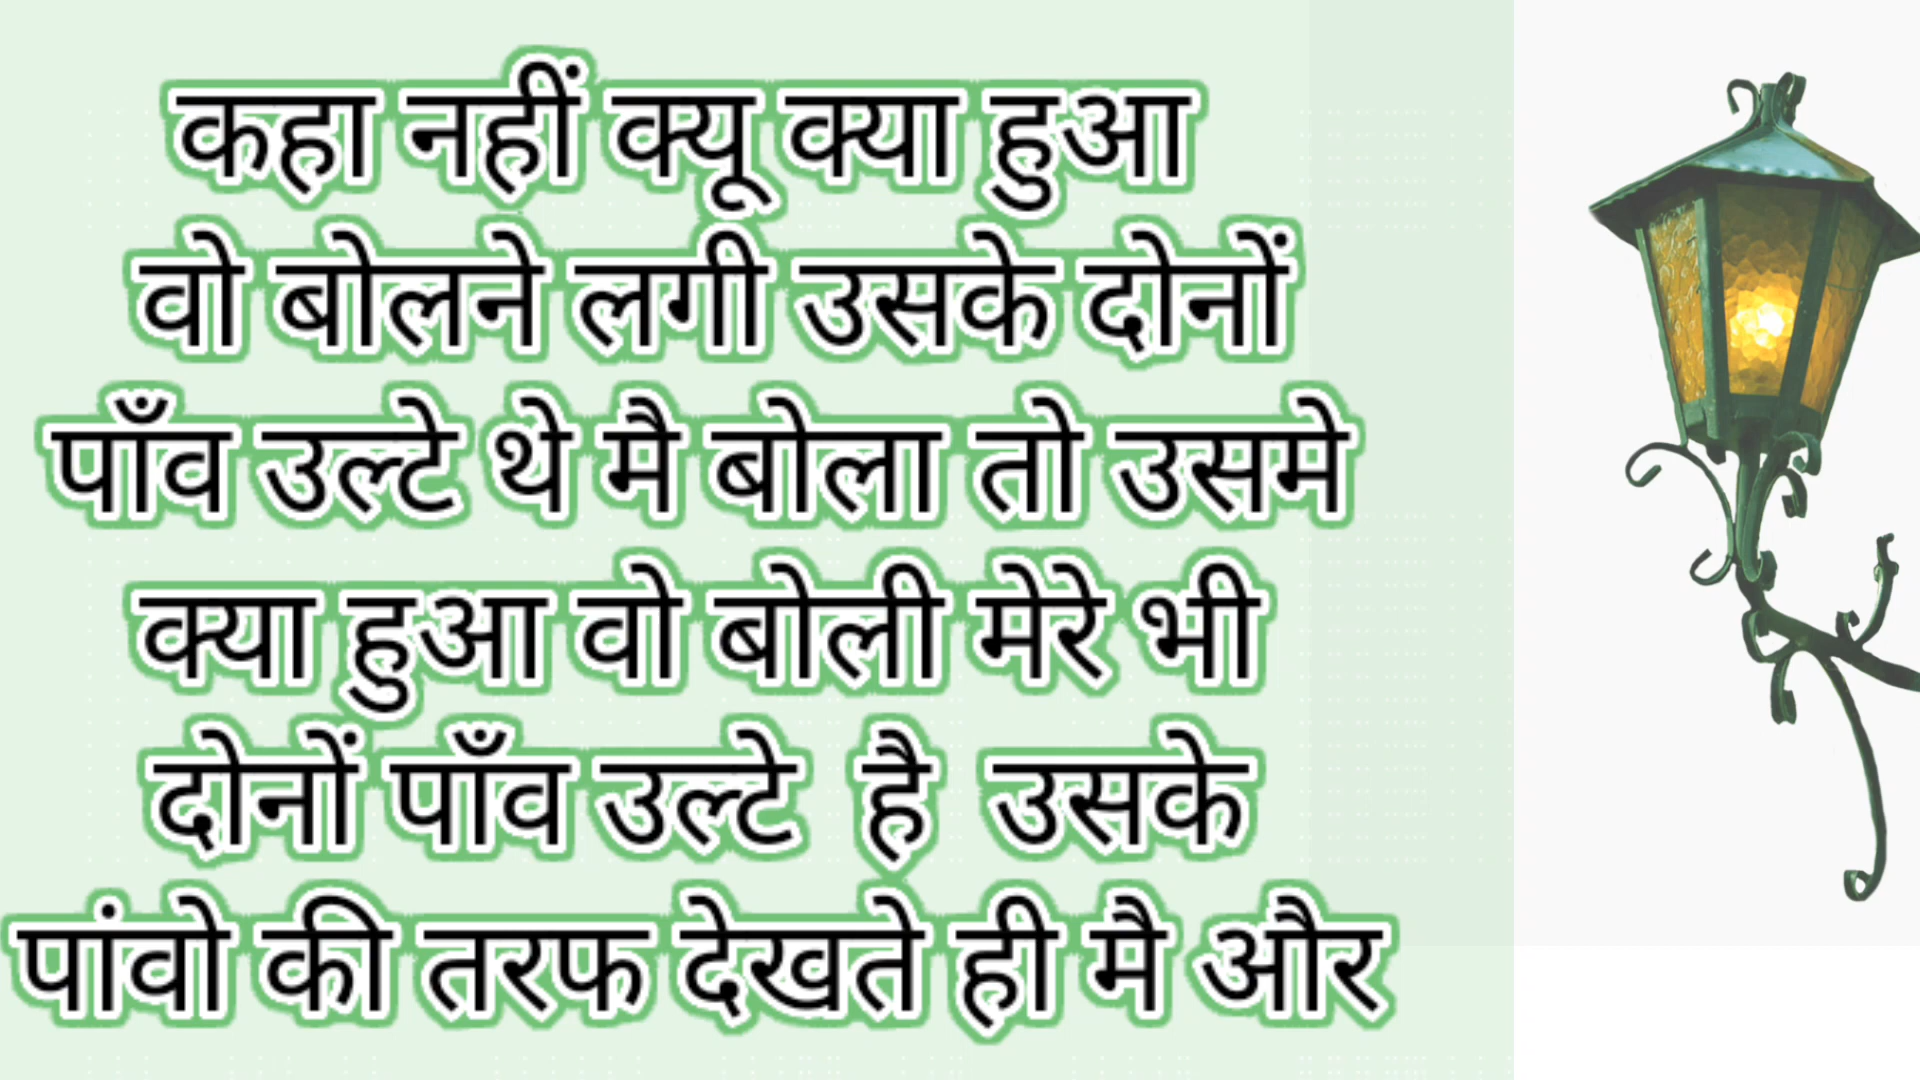 कहा नहीं क्यू क्या हुआ
वो बोलने लगी उसके दोनों
पाँव उल्टे थे मै बोला तो उसमे
क्या हुआ वो बोली मेरे भी
दोनों पाँव उल्टे है उसके
पांवो की तरफ देखते ही मै और